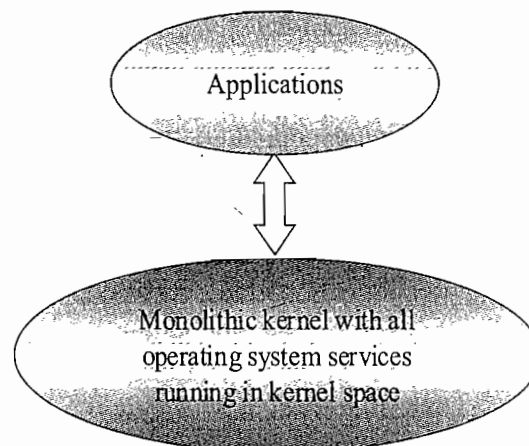 Applications
Monolithic kernel with all
operating system services
running in kernel space